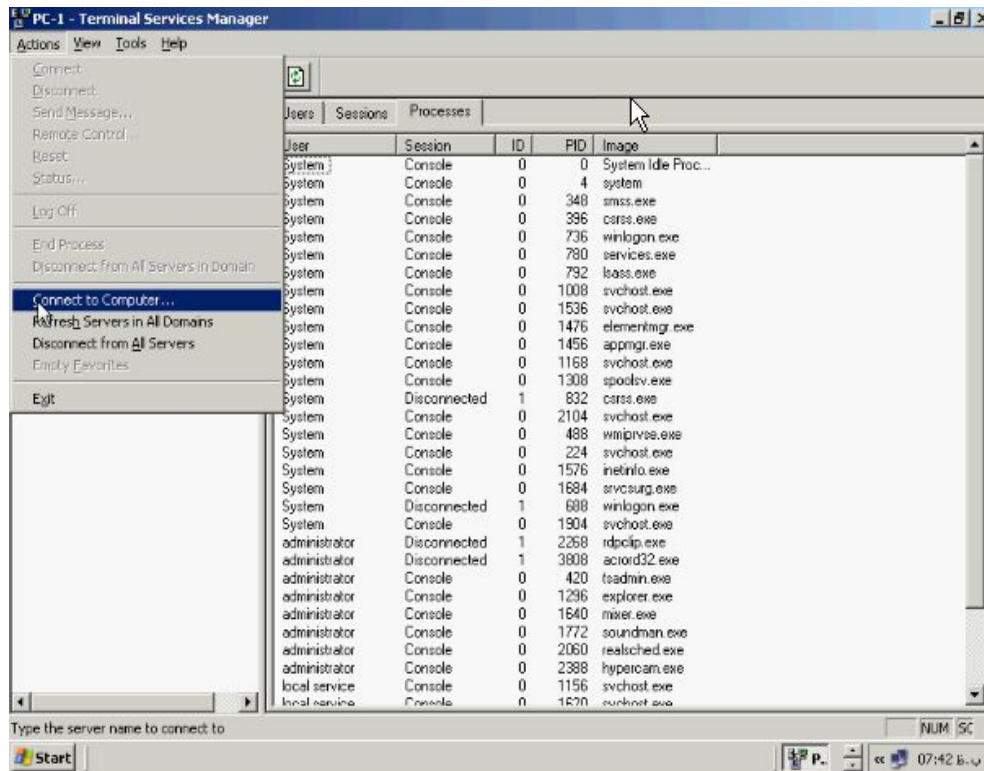 PC-1 - Terminal Services Manager
Actions View Tools Help
Connect
Disconnect
Send Message...
Remote Control...
Reset
Status...
Log Off
End Process
Disconnect from All Servers in Domain
Connect to Computer...
Refresh Servers in All Domains
Disconnect from All Servers
Empty Favorites
Exit
Users Sessions Processes
User Session ID PID Image
System Console 0 0 System Idle Proc...
System Console 0 4 system
System Console 0 348 smss.exe
System Console 0 396 csrss.exe
System Console 0 736 winlogon.exe
System Console 0 780 services.exe
System Console 0 792 lsass.exe
System Console 0 1008 svchost.exe
System Console 0 1536 svchost.exe
System Console 0 1476 elementmgr.exe
System Console 0 1456 appmgr.exe
System Console 0 1168 svchost.exe
System Console 0 1308 spoolsv.exe
System Disconnected 1 832 csrss.exe
System Console 0 2104 svchost.exe
System Console 0 488 wmiprvse.exe
System Console 0 224 svchost.exe
System Console 0 1576 inetinfo.exe
System Console 0 1684 srvcsurg.exe
System Disconnected 1 688 winlogon.exe
System Console 0 1904 svchost.exe
administrator Disconnected 1 2268 rdpclip.exe
administrator Disconnected 1 3808 acrord32.exe
administrator Console 0 420 tsadmin.exe
administrator Console 0 1296 explorer.exe
administrator Console 0 1640 mixer.exe
administrator Console 0 1772 soundman.exe
administrator Console 0 2060 realsched.exe
administrator Console 0 2388 hypercam.exe
local service Console 0 1156 svchost.exe
local service Console 0 1620 svchost.exe
Type the server name to connect to
NUM SC
Start
P..
07:42 ب.ظ